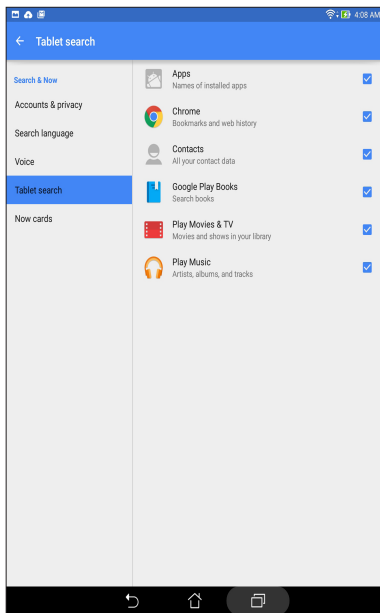 4:08 AM
Tablet search
Search & Now
Accounts & privacy
Search language
Voice
Tablet search
Now cards
Apps
Names of installed apps
Chrome
Bookmarks and web history
Contacts
All your contact data
Google Play Books
Search books
Play Movies & TV
Movies and shows in your library
Play Music
Artists, albums, and tracks